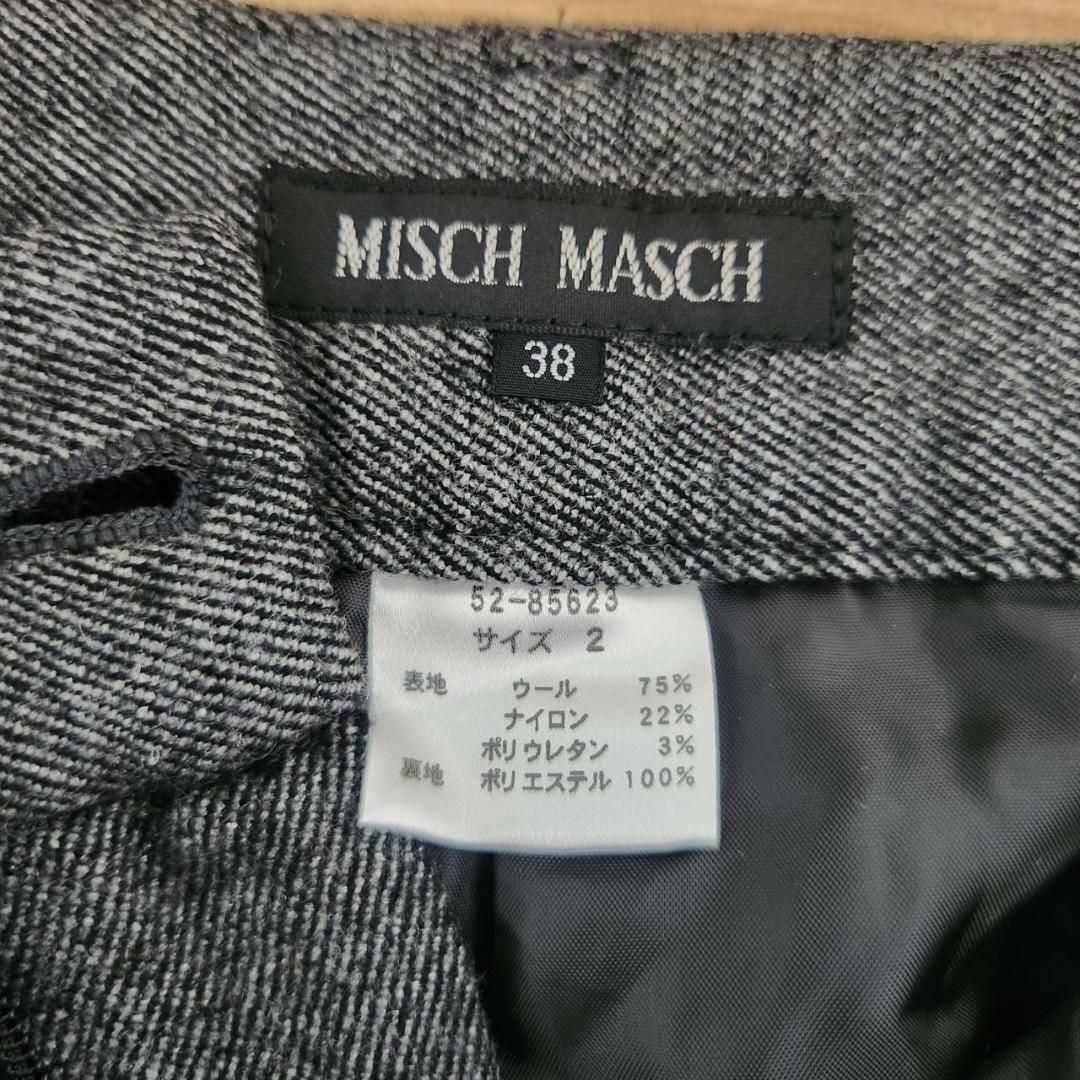 MISCH MASCH
38
52-85623
サイズ 2
表地 ウール 75%
ナイロン 22%
ポリウレタン 3%
裏地 ポリエステル 100%